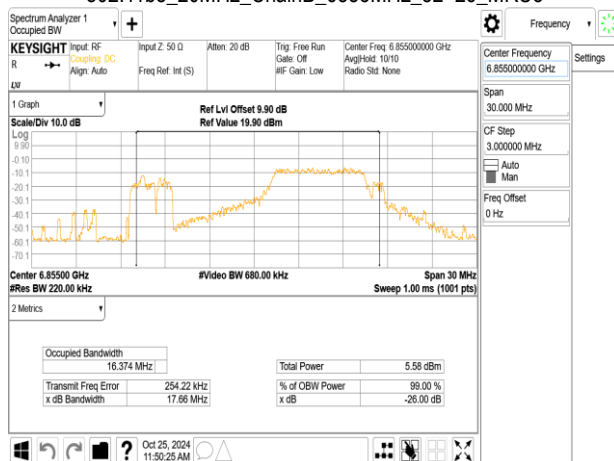 Spectrum Analyzer 1
Occupied BW
KEYSIGHT
R
LXI
Input: RF
Coupling: DC
Align: Auto
Input Z: 50 Ω
Freq Ref: Int (S)
Atten: 20 dB
Trig: Free Run
Gate: Off
#IF Gain: Low
Center Freq: 6.855000000 GHz
Avg|Hold: 10/10
Radio Std: None
1 Graph
Scale/Div 10.0 dB
Ref Lvl Offset 9.90 dB
Ref Value 19.90 dBm
Log
9.90
-0.10
-10.1
-20.1
-30.1
-40.1
-50.1
-60.1
-70.1
Center 6.85500 GHz
#Res BW 220.00 kHz
#Video BW 680.00 kHz
Span 30 MHz
Sweep 1.00 ms (1001 pts)
2 Metrics
Occupied Bandwidth
16.374 MHz
Total Power 5.58 dBm
Transmit Freq Error 254.22 kHz
% of OBW Power 99.00 %
x dB Bandwidth 17.66 MHz
x dB -26.00 dB
Frequency
Settings
Center Frequency
6.855000000 GHz
Span
30.000 MHz
CF Step
3.000000 MHz
Auto
Man
Freq Offset
0 Hz
?
Oct 25, 2024
11:50:25 AM